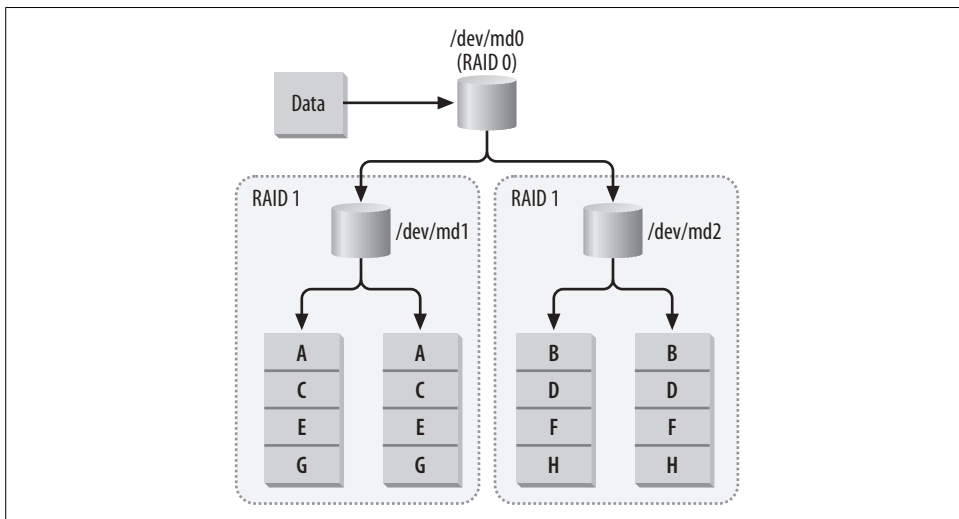 /dev/md0
(RAID 0)
Data
RAID 1
/dev/md1
RAID 1
/dev/md2
A
A
B
B
C
C
D
D
E
E
F
F
G
G
H
H